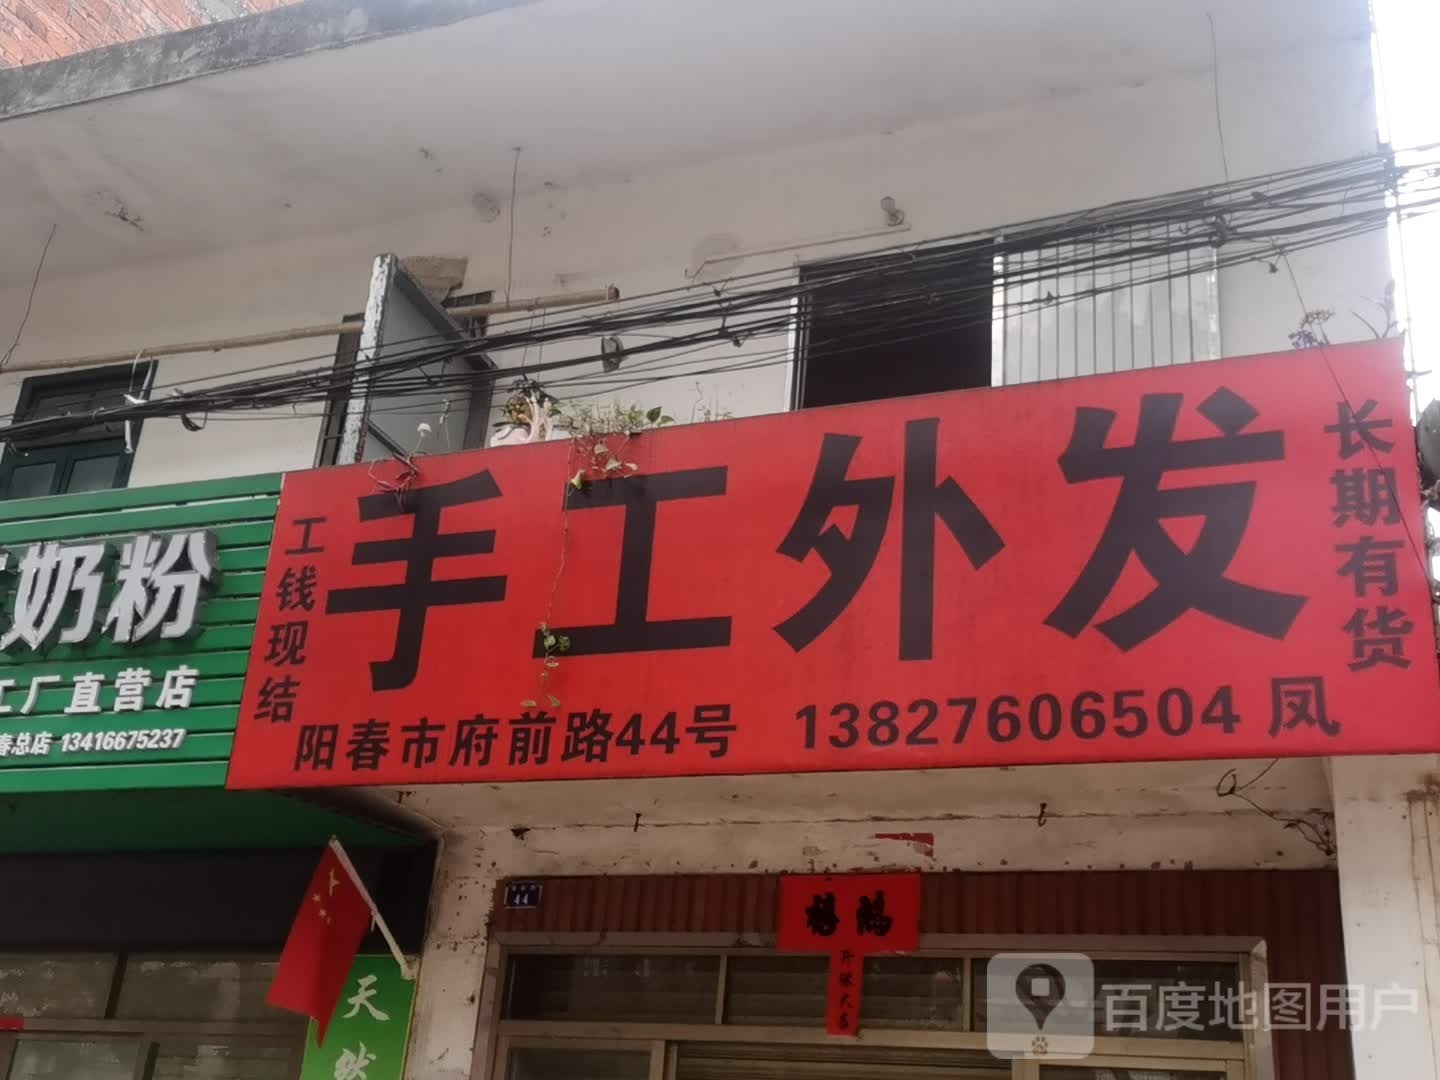 工钱现结
手工外发
长期有货
阳春市府前路44号 13827606504 凤
奶粉
工厂直营店
春总店 13416675237
44
天然
百度地图用户